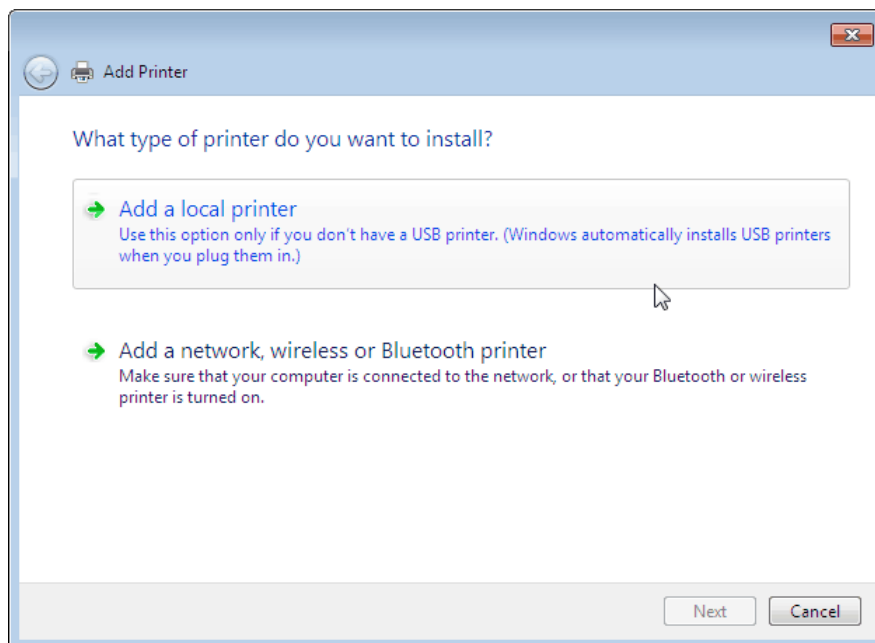 Add Printer
What type of printer do you want to install?
Add a local printer
Use this option only if you don't have a USB printer. (Windows automatically installs USB printers
when you plug them in.)
Add a network, wireless or Bluetooth printer
Make sure that your computer is connected to the network, or that your Bluetooth or wireless
printer is turned on.
Next
Cancel